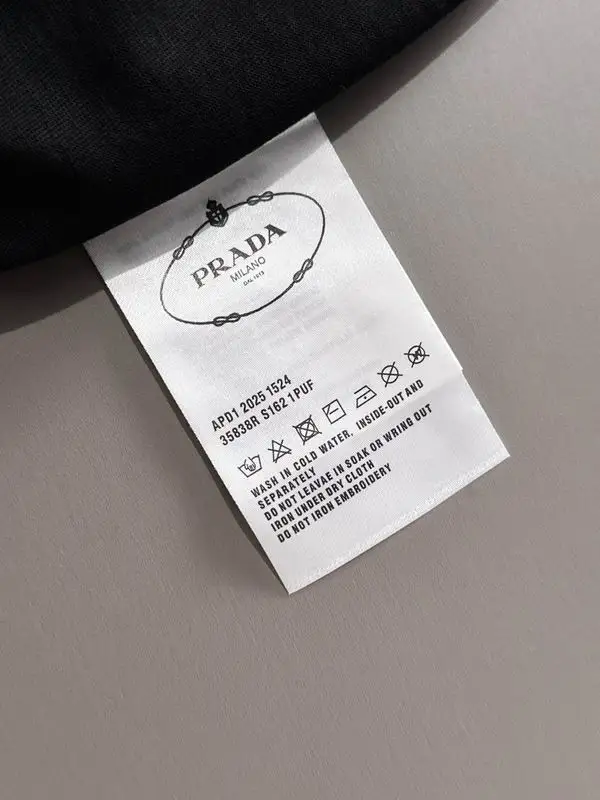 PRADA
MILANO
DAL 1913
APD1 2025 1524
35838R S162 1PUF
WASH IN COLD WATER, INSIDE-OUT AND
SEPARATELY
DO NOT LEAVAE IN SOAK OR WRING OUT
IRON UNDER DRY CLOTH
DO NOT IRON EMBROIDERY